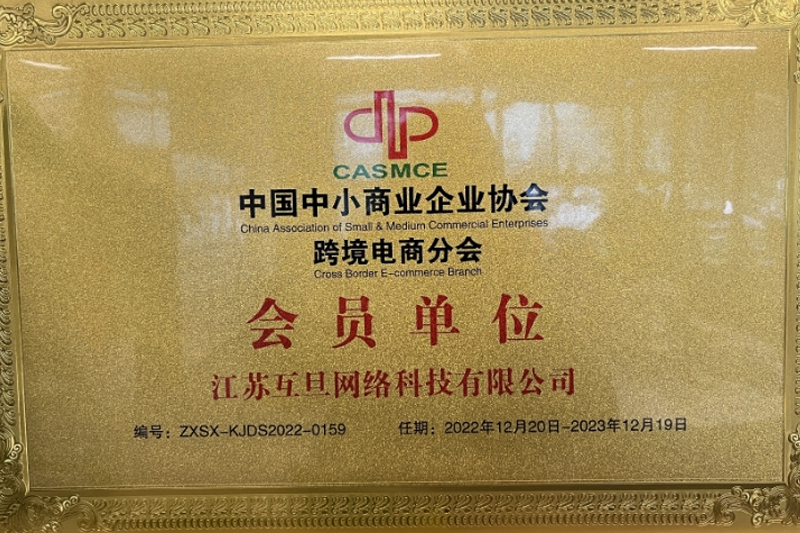 CASMCE
中国中小商业企业协会
China Association of Small & Medium Commercial Enterprises
跨境电商分会
Cross Border E-commerce Branch
会员单位
江苏互旦网络科技有限公司
编号：ZXSX-KJDS2022-0159 任期：2022年12月20日-2023年12月19日